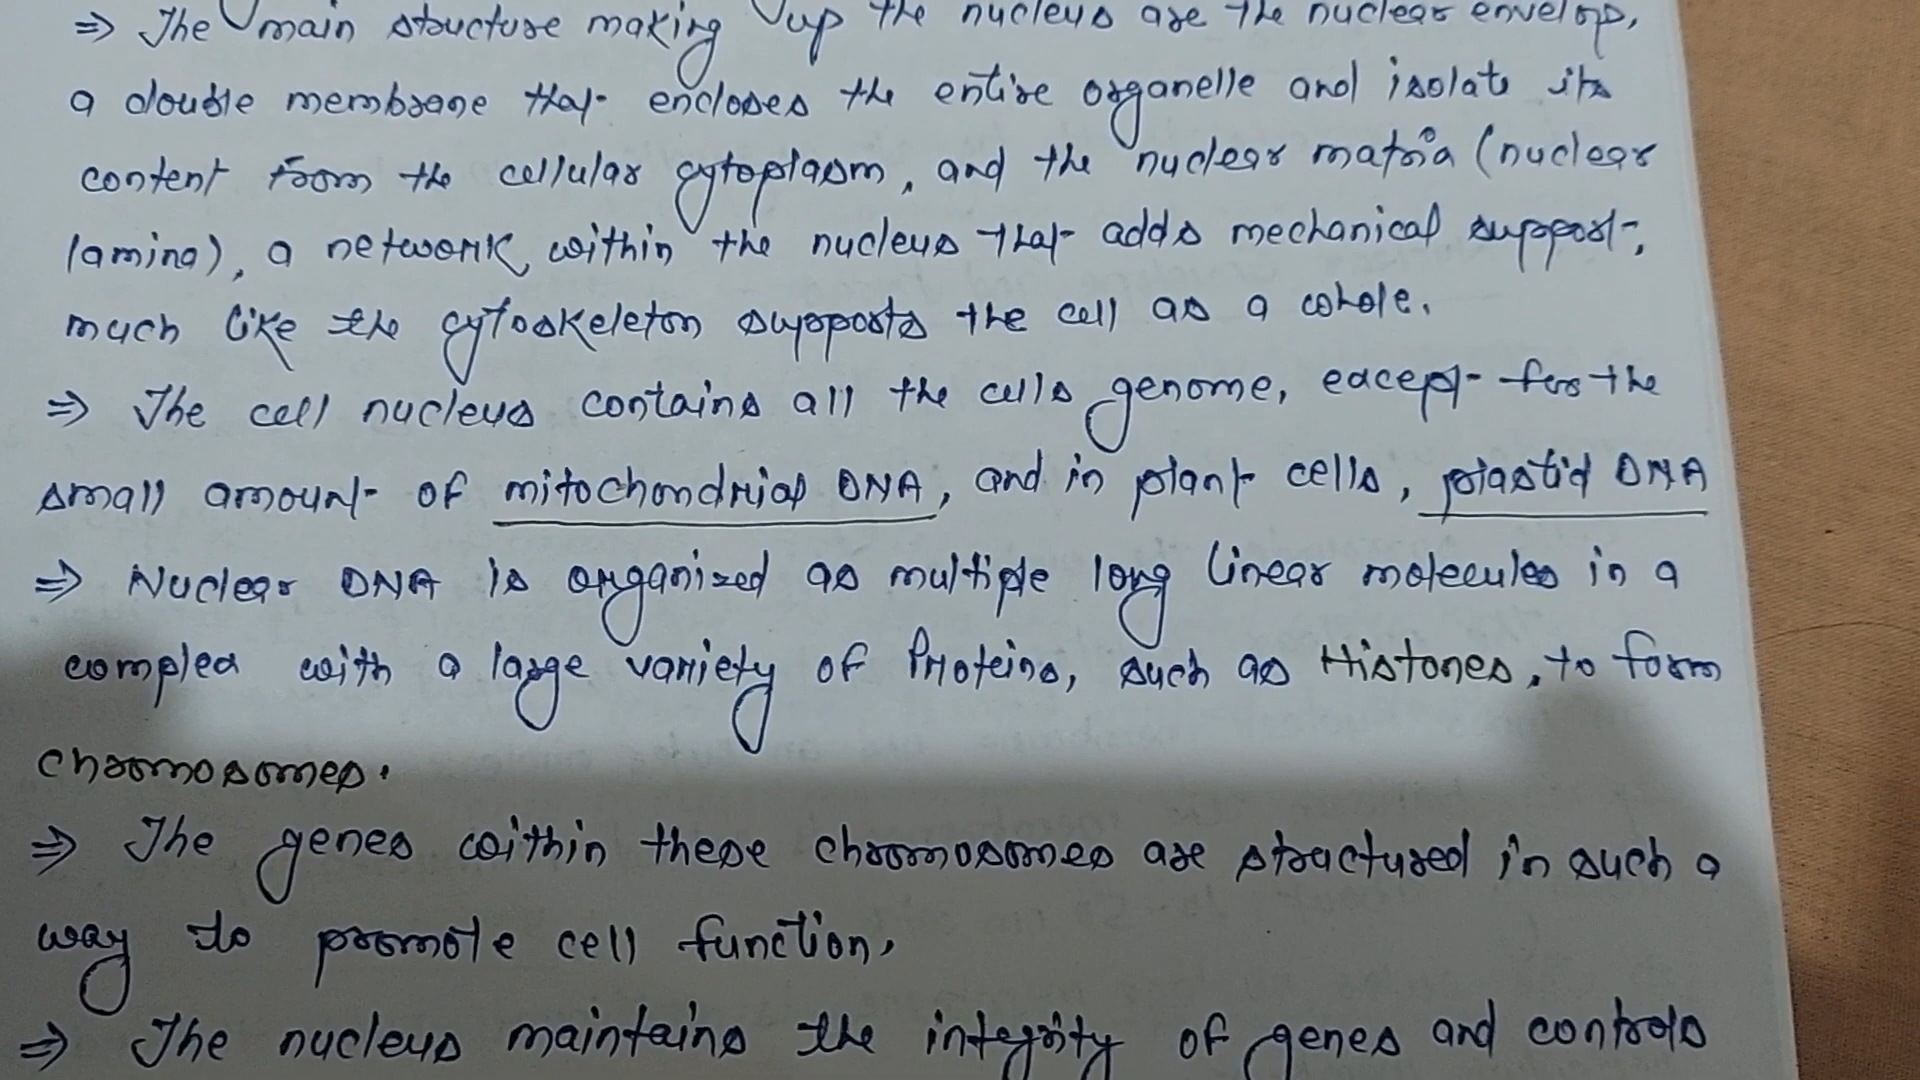 ⇒ The main structure making up the nucleus are the nuclear envelop,
a double membrane that encloses the entire organelle and isolate its
content from the cellular cytoplasm, and the nuclear matrix (nuclear
lamina), a network within the nucleus that adds mechanical support,
much like the cytoskeleton supports the cell as a whole.
⇒ The cell nucleus contains all the cells genome, except for the
small amount of mitochondrial DNA, and in plant cells, plastid DNA
⇒ Nuclear DNA is organized as multiple long linear molecules in a
complex with a large variety of Proteins, such as Histones, to form
chromosomes.
⇒ The genes within these chromosomes are structured in such a
way to promote cell function,
⇒ The nucleus maintains the integrity of genes and controls